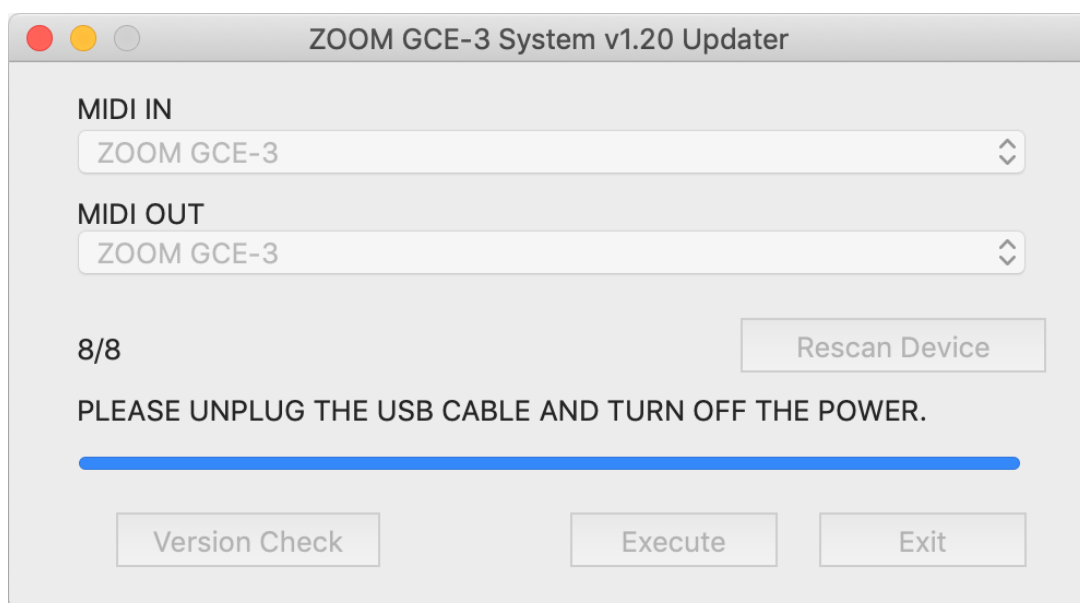 ZOOM GCE-3 System v1.20 Updater
MIDI IN
ZOOM GCE-3
MIDI OUT
ZOOM GCE-3
8/8
Rescan Device
PLEASE UNPLUG THE USB CABLE AND TURN OFF THE POWER.
Version Check
Execute
Exit